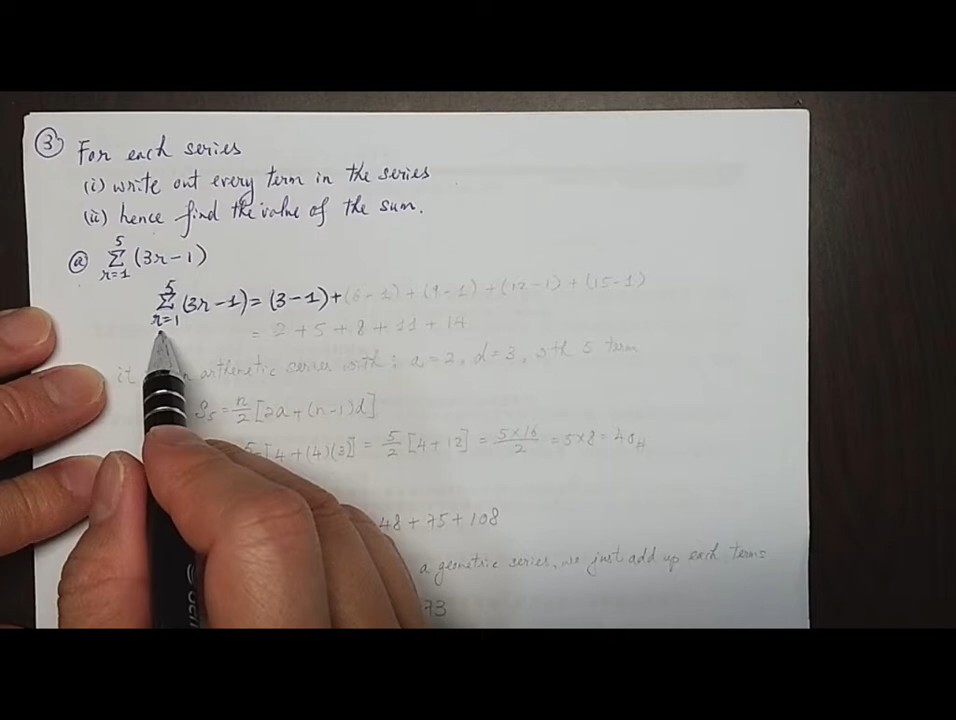 ③ For each series
(i) write out every term in the series
(ii) hence find the value of the sum.
ⓐ 5 Σ r=1 (3r-1)
5 Σ r=1 (3r-1) = (3-1) + (6-1) + (9-1) + (12-1) + (15-1)
= 2 + 5 + 8 + 11 + 14
it arthmetic series with: a=2, d=3, 5 term
S₅ = n/2 [2a + (n-1)d]
[4 + (4)(3)] = 5/2 [4 + 12] = 5×16/2 = 5×8 = 40
48 + 75 + 108
a geometric series, we just add up each terms
73